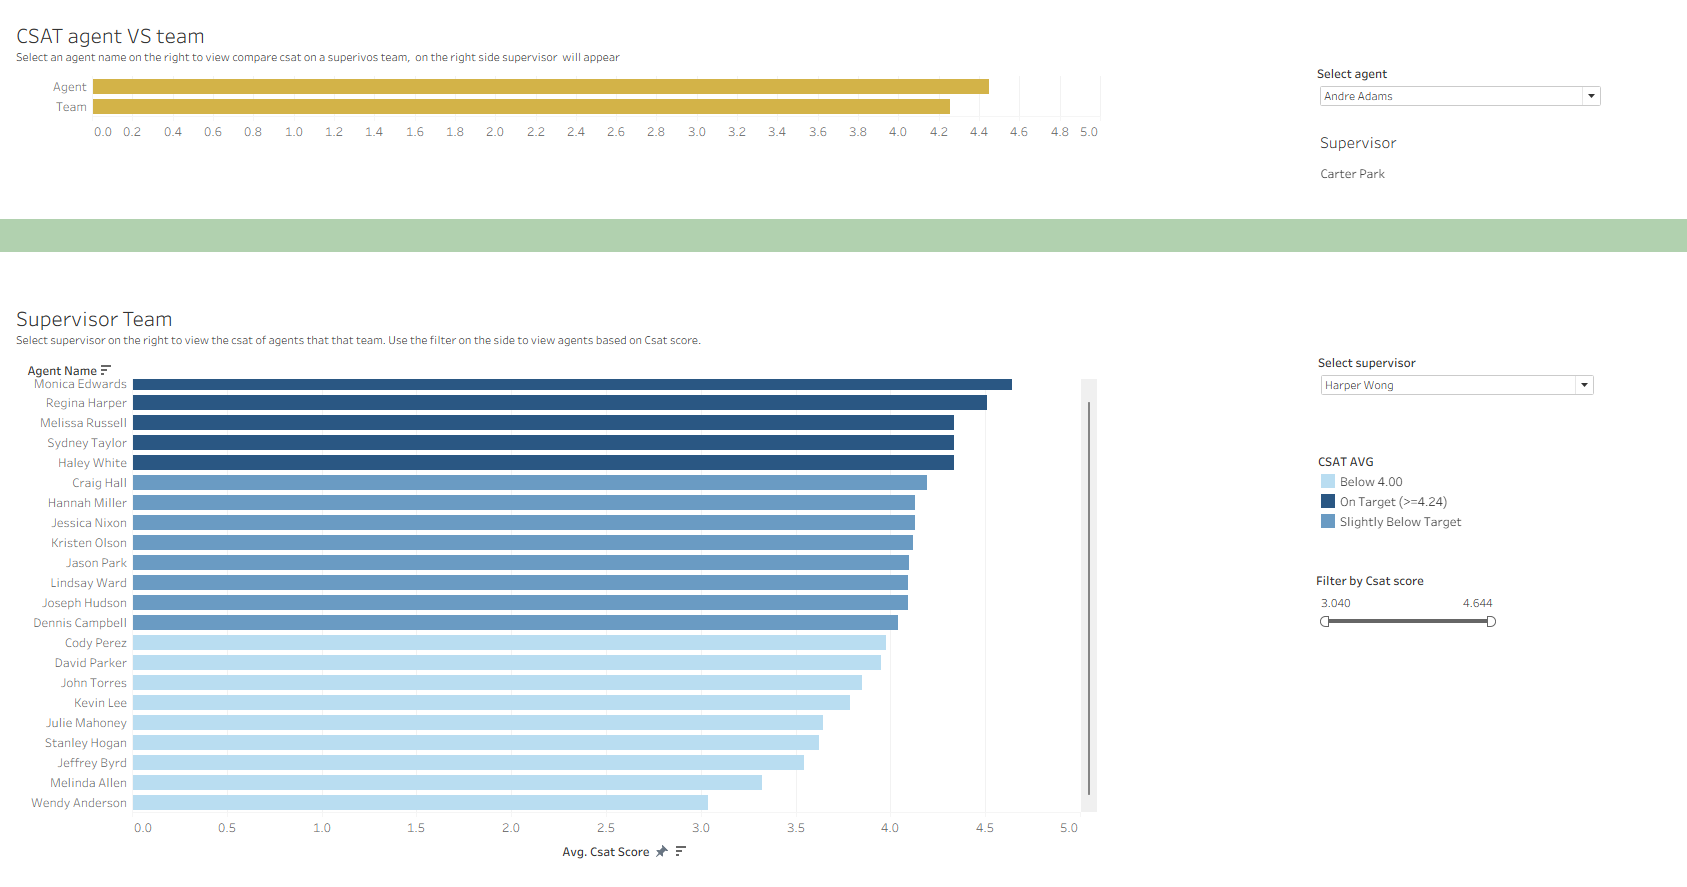 CSAT agent VS team
Select an agent name on the right to view compare csat on a superivos team, on the right side supervisor will appear
Agent
Team
0.0 0.2 0.4 0.6 0.8 1.0 1.2 1.4 1.6 1.8 2.0 2.2 2.4 2.6 2.8 3.0 3.2 3.4 3.6 3.8 4.0 4.2 4.4 4.6 4.8 5.0
Select agent
Andre Adams
Supervisor
Carter Park
Supervisor Team
Select supervisor on the right to view the csat of agents that that team. Use the filter on the side to view agents based on Csat score.
Agent Name
Monica Edwards
Regina Harper
Melissa Russell
Sydney Taylor
Haley White
Craig Hall
Hannah Miller
Jessica Nixon
Kristen Olson
Jason Park
Lindsay Ward
Joseph Hudson
Dennis Campbell
Cody Perez
David Parker
John Torres
Kevin Lee
Julie Mahoney
Stanley Hogan
Jeffrey Byrd
Melinda Allen
Wendy Anderson
0.0 0.5 1.0 1.5 2.0 2.5 3.0 3.5 4.0 4.5 5.0
Avg. Csat Score
Select supervisor
Harper Wong
CSAT AVG
Below 4.00
On Target (>=4.24)
Slightly Below Target
Filter by Csat score
3.040 4.644